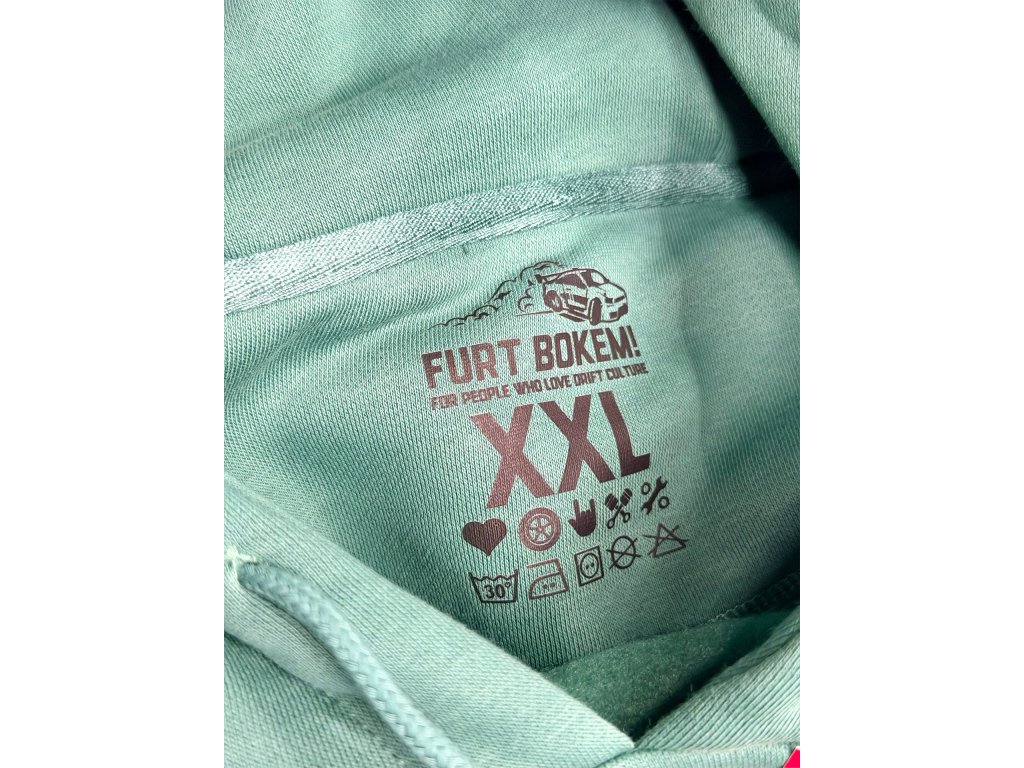 FURT BOKEM!
FOR PEOPLE WHO LOVE DRIFT CULTURE
XXL
30°